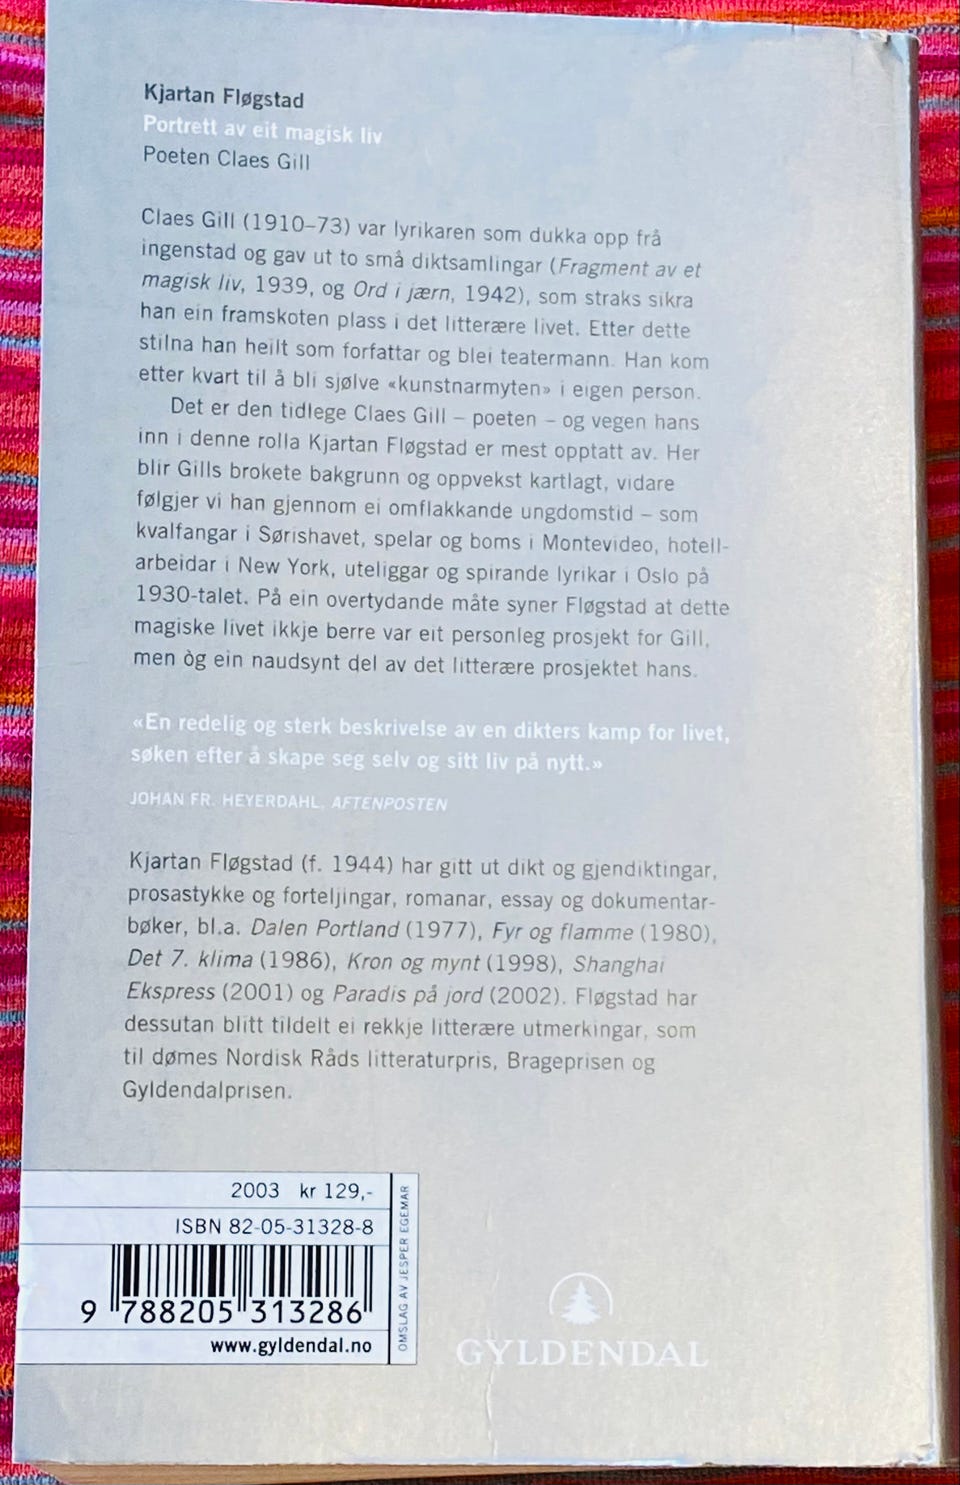 Kjartan Fløgstad
Portrett av eit magisk liv
Poeten Claes Gill
Claes Gill (1910–73) var lyrikaren som dukka opp frå
ingenstad og gav ut to små diktsamlingar (Fragment av et
magisk liv, 1939, og Ord i jærn, 1942), som straks sikra
han ein framskoten plass i det litterære livet. Etter dette
stilna han heilt som forfattar og blei teatermann. Han kom
etter kvart til å bli sjølve «kunstnarmyten» i eigen person.
Det er den tidlege Claes Gill – poeten – og vegen hans
inn i denne rolla Kjartan Fløgstad er mest opptatt av. Her
blir Gills brokete bakgrunn og oppvekst kartlagt, vidare
følgjer vi han gjennom ei omflakkande ungdomstid – som
kvalfangar i Sørishavet, spelar og boms i Montevideo, hotell-
arbeidar i New York, uteliggar og spirande lyrikar i Oslo på
1930-talet. På ein overtydande måte syner Fløgstad at dette
magiske livet ikkje berre var eit personleg prosjekt for Gill,
men òg ein naudsynt del av det litterære prosjektet hans.
«En redelig og sterk beskrivelse av en dikters kamp for livet,
søken efter å skape seg selv og sitt liv på nytt.»
JOHAN FR. HEYERDAHL, AFTENPOSTEN
Kjartan Fløgstad (f. 1944) har gitt ut dikt og gjendiktingar,
prosastykke og forteljingar, romanar, essay og dokumentar-
bøker, bl.a. Dalen Portland (1977), Fyr og flamme (1980),
Det 7. klima (1986), Kron og mynt (1998), Shanghai
Ekspress (2001) og Paradis på jord (2002). Fløgstad har
dessutan blitt tildelt ei rekkje litterære utmerkingar, som
til dømes Nordisk Råds litteraturpris, Brageprisen og
Gyldendalprisen.
2003 kr 129,-
ISBN 82-05-31328-8
9 788205 313286
www.gyldendal.no
OMSLAG AV JESPER EGEMAR
GYLDENDAL